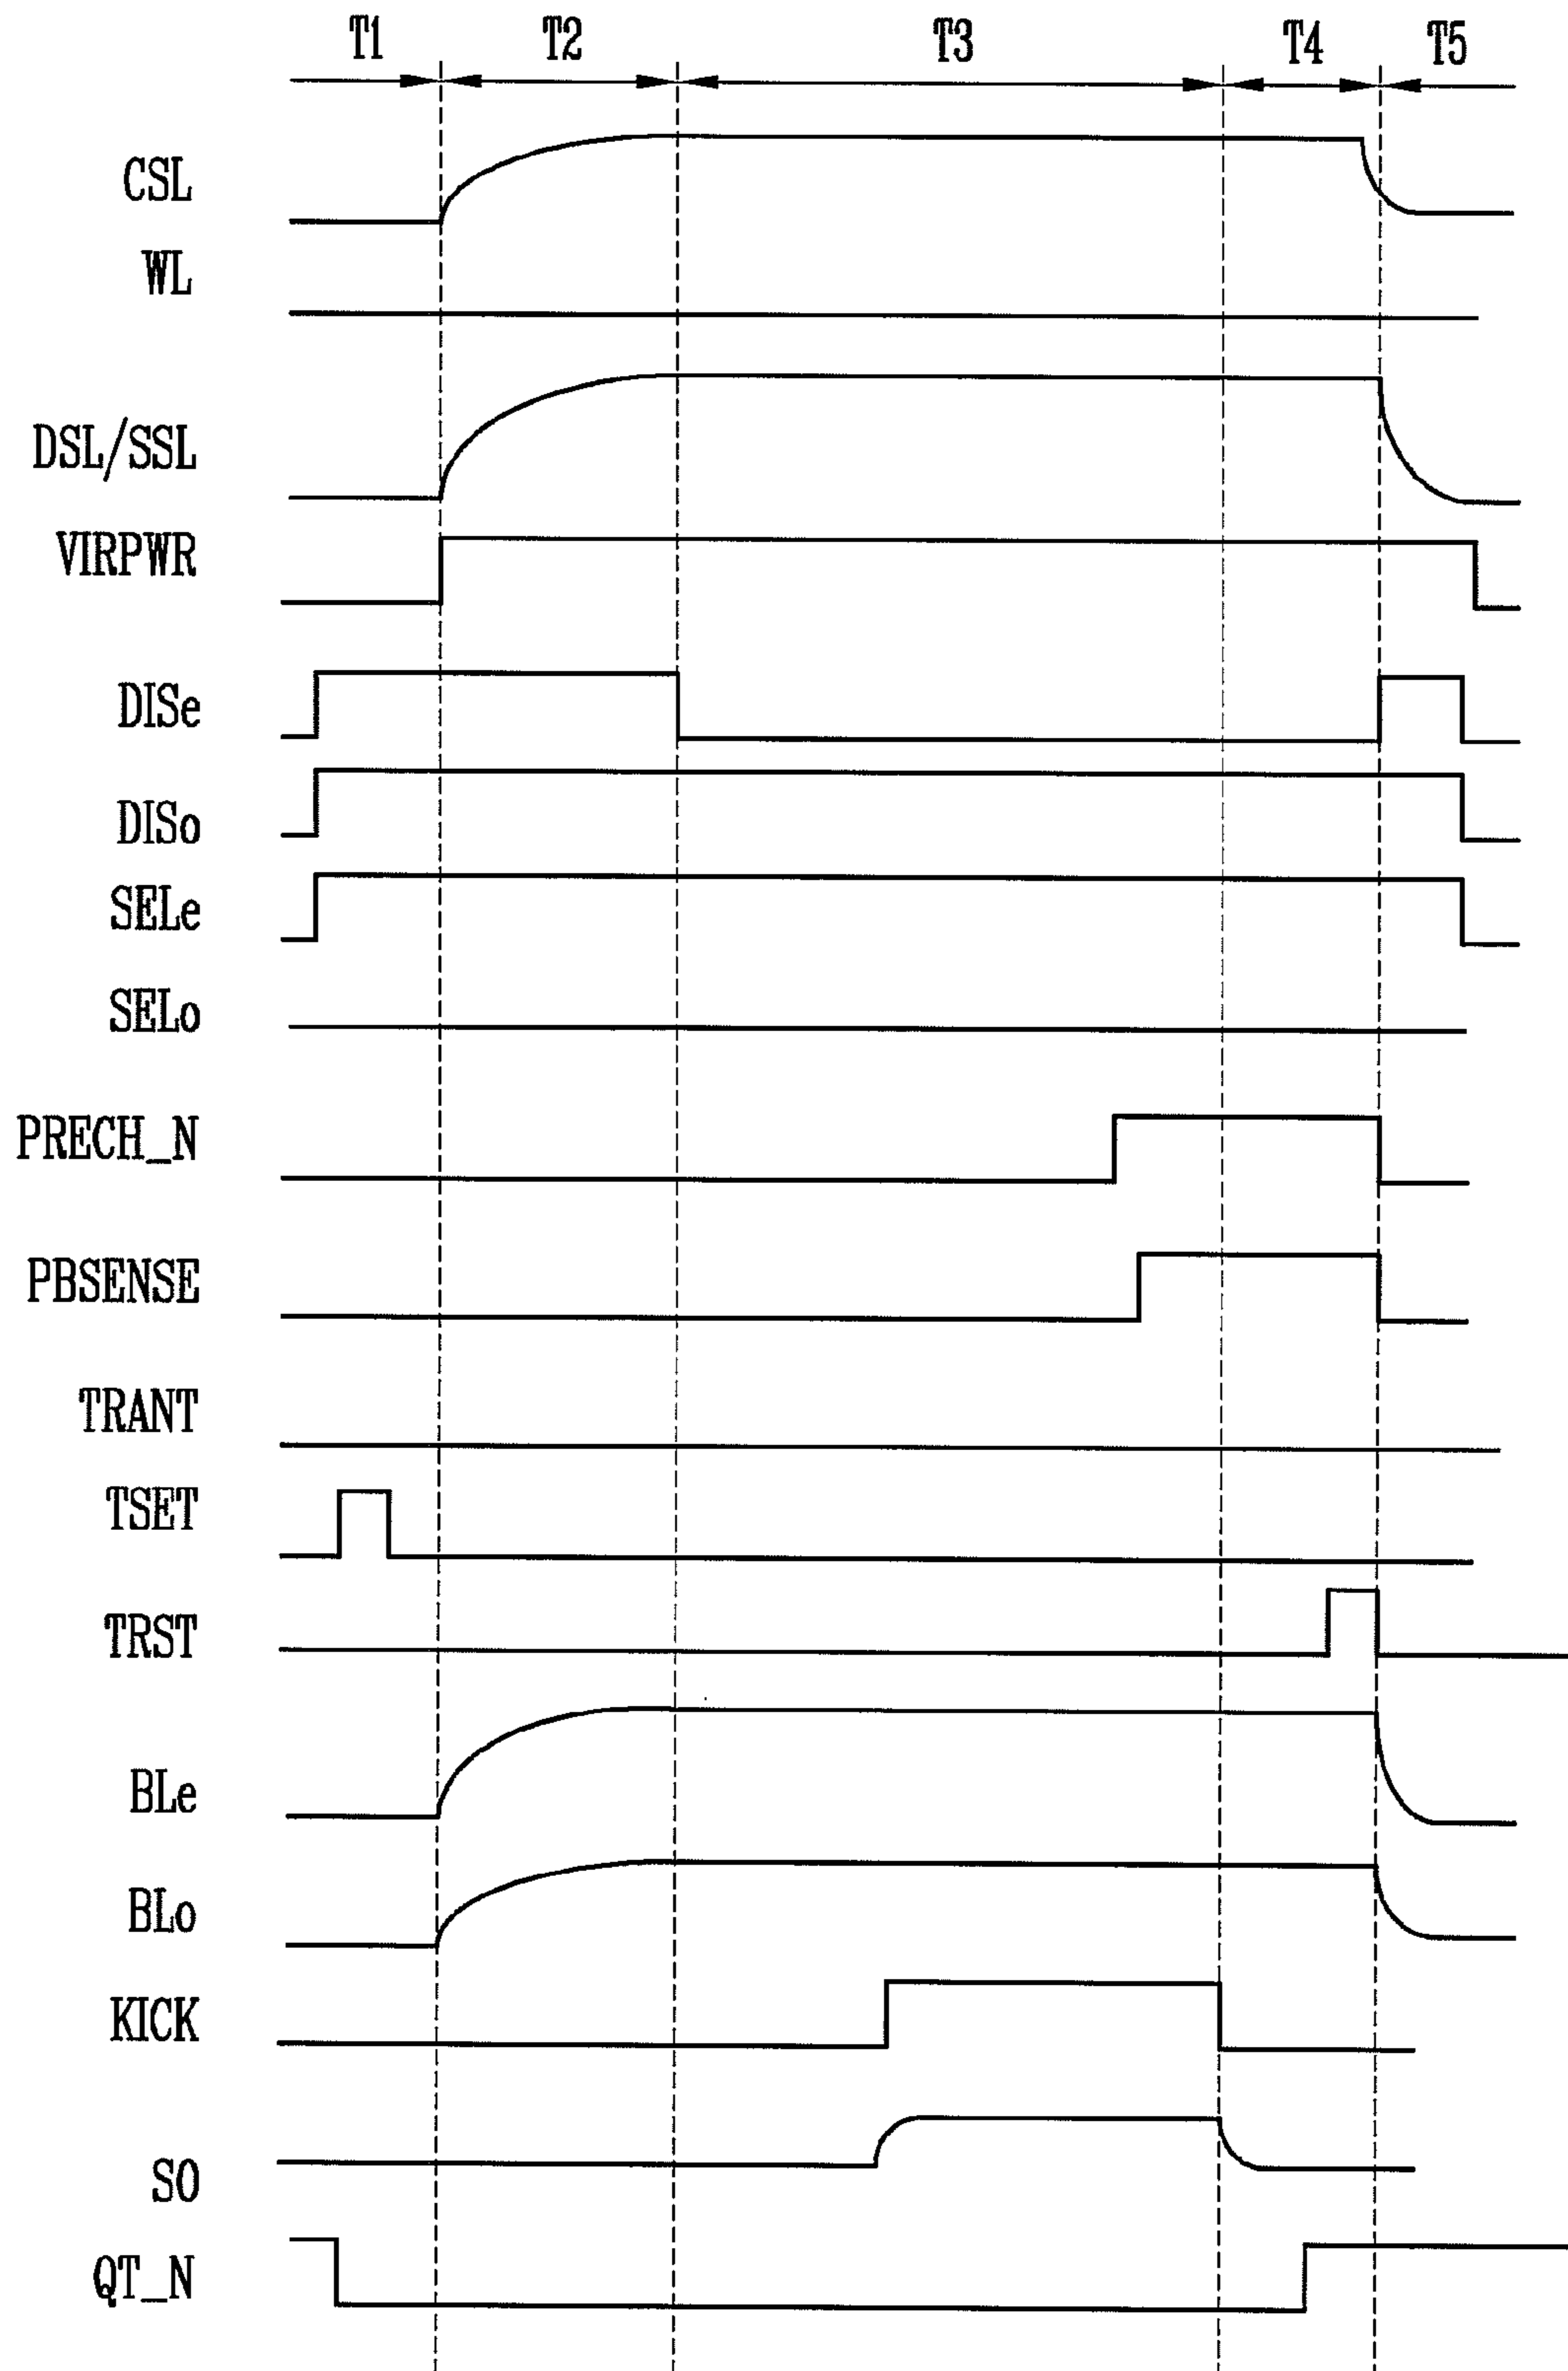 T1 T2 T3 T4 T5
CSL
WL
DSL/SSL
VIRPWR
DISe
DISo
SELe
SELo
PRECH_N
PBSENSE
TRANT
TSET
TRST
BLe
BLo
KICK
SO
QT_N